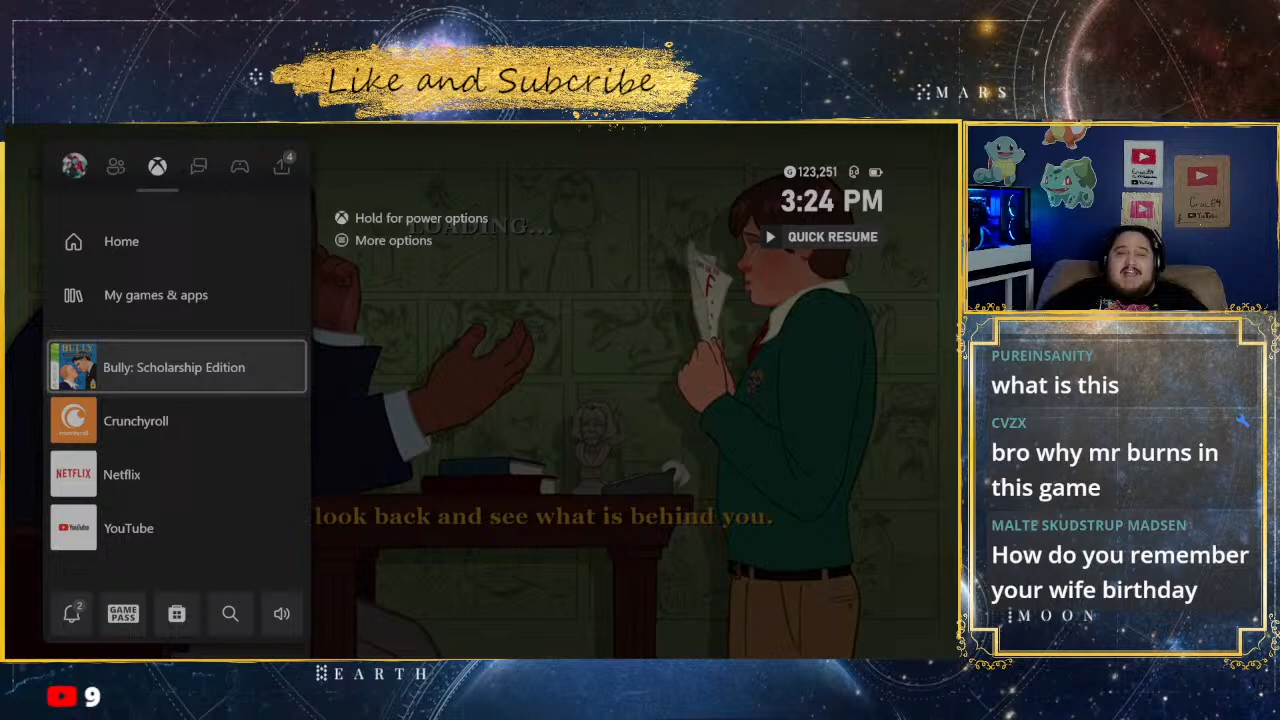 Like and Subcribe
MARS
4
Home
My games & apps
Bully: Scholarship Edition
Crunchyroll
NETFLIX
Netflix
YouTube
YouTube
2
GAME
PASS
Hold for power options
More options
LOADING...
G 123,251
3:24 PM
QUICK RESUME
F
look back and see what is behind you.
PUREINSANITY
what is this
CVZX
bro why mr burns in
this game
MALTE SKUDSTRUP MADSEN
How do you remember
your wife birthday
MOON
EARTH
9